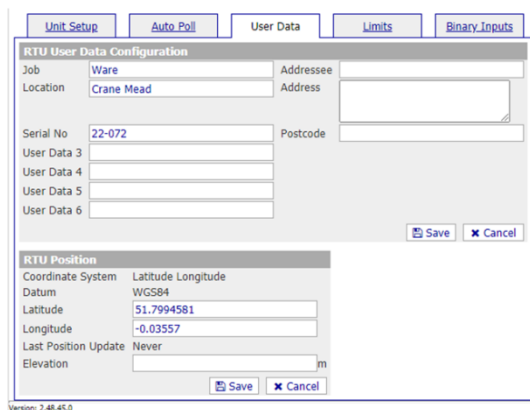 Unit Setup Auto Poll User Data Limits Binary Inputs
RTU User Data Configuration
Job Ware Addressee
Location Crane Mead Address
Serial No 22-072 Postcode
User Data 3
User Data 4
User Data 5
User Data 6
Save Cancel
RTU Position
Coordinate System Latitude Longitude
Datum WGS84
Latitude 51.7994581
Longitude -0.03557
Last Position Update Never
Elevation m
Save Cancel
Version: 2.48.45.0